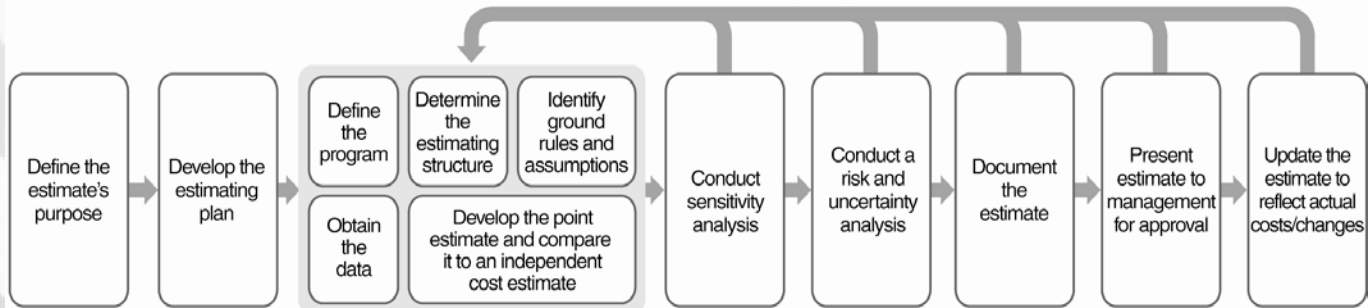 Define the
estimate's
purpose
Develop the
estimating
plan
Define
the
program
Determine
the
estimating
structure
Identify
ground
rules and
assumptions
Obtain
the
data
Develop the point
estimate and compare
it to an independent
cost estimate
Conduct
sensitivity
analysis
Conduct a
risk and
uncertainty
analysis
Document
the
estimate
Present
estimate to
management
for approval
Update the
estimate to
reflect actual
costs/changes